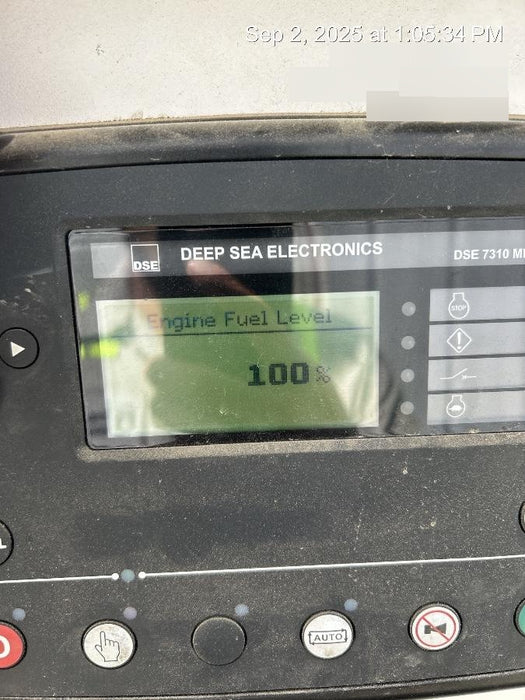 Sep 2, 2025 at 1:05:34 PM
DSE
DEEP SEA ELECTRONICS
DSE 7310 M
Engine Fuel Level
100%
STOP
AUTO